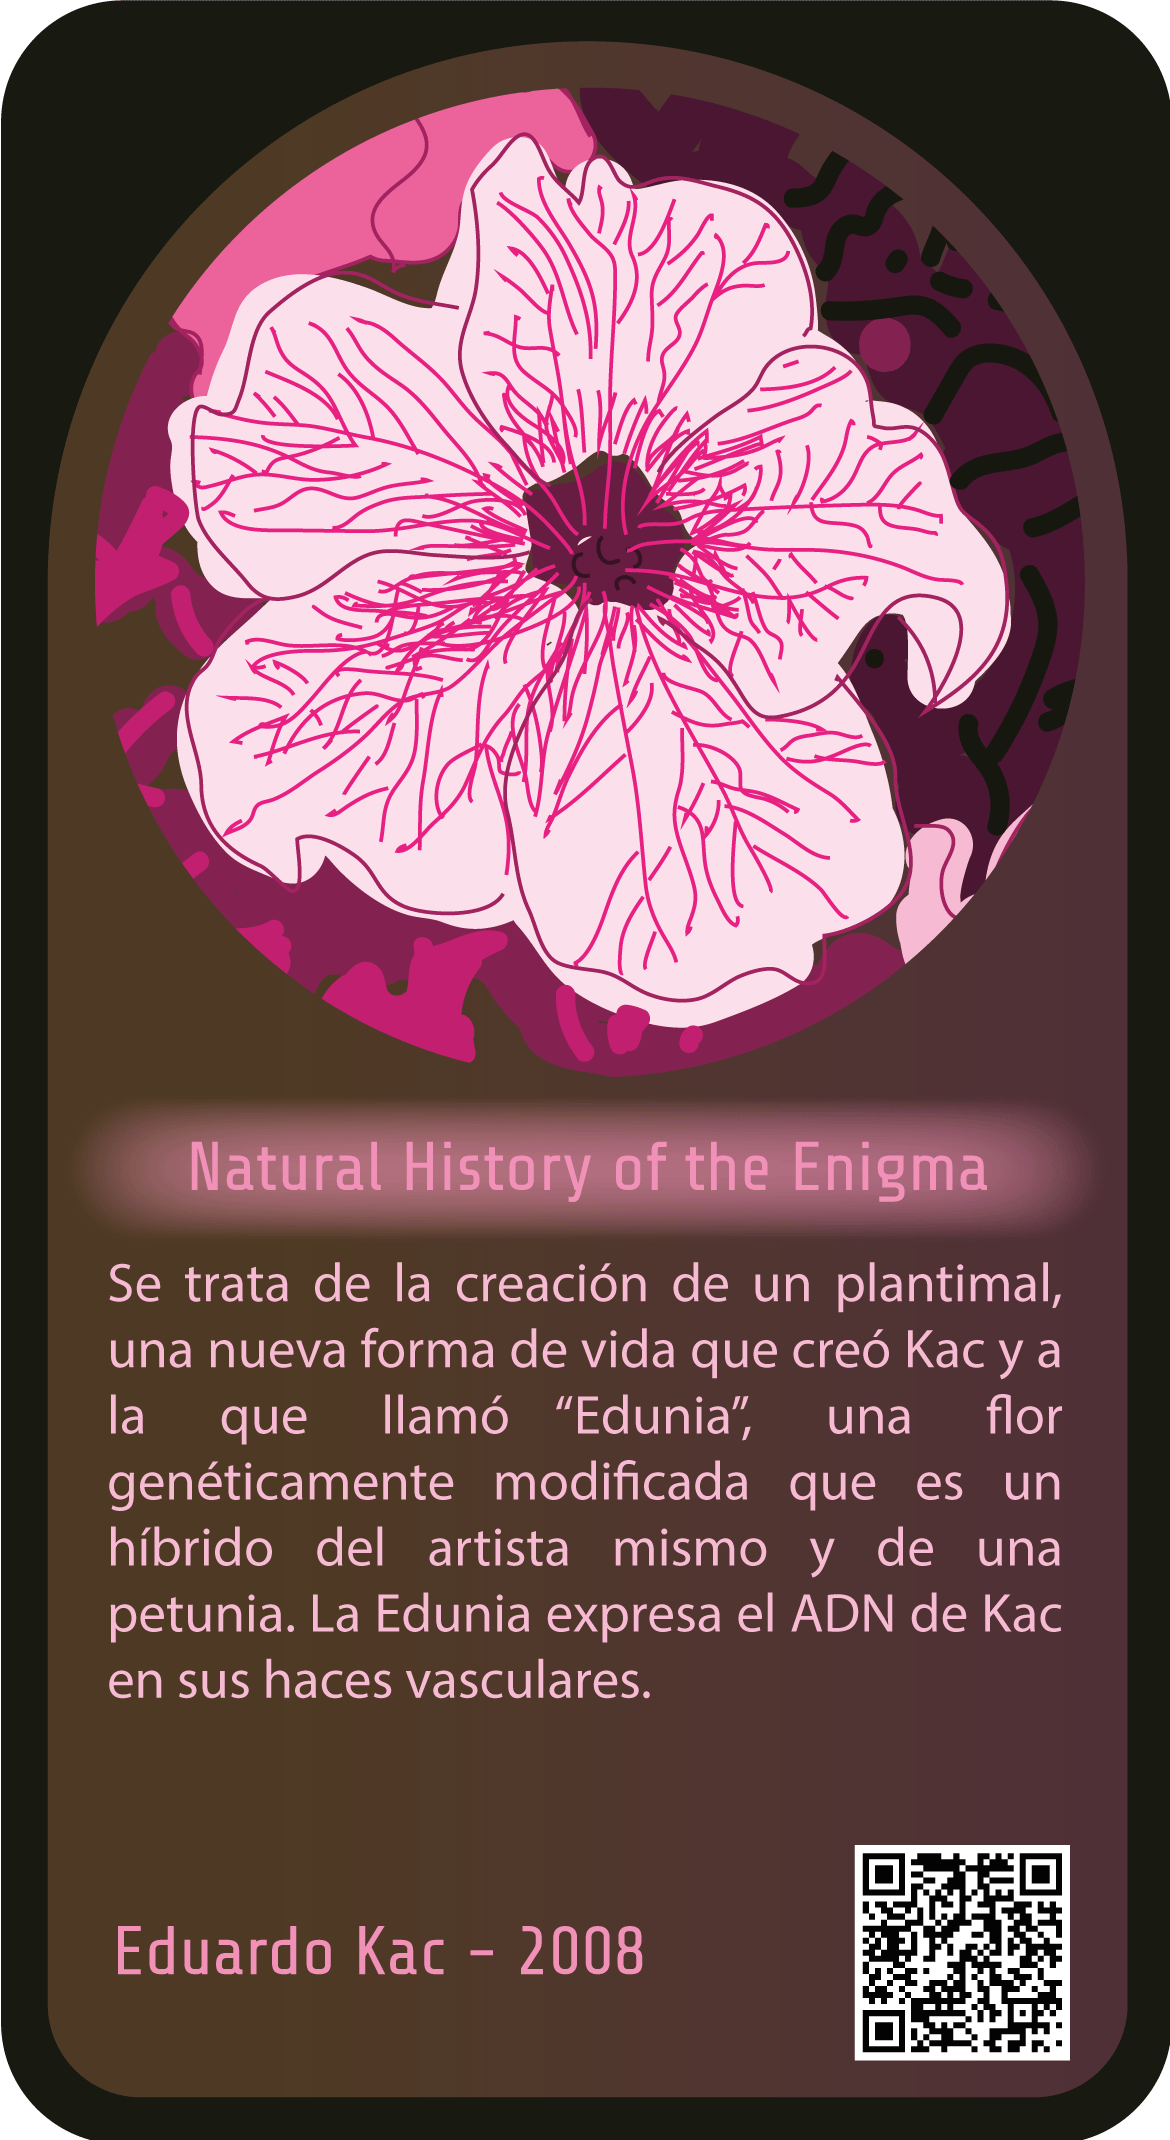 Natural History of the Enigma
Se trata de la creación de un plantimal,
una nueva forma de vida que creó Kac y a
la que llamó “Edunia”, una flor
genéticamente modificada que es un
híbrido del artista mismo y de una
petunia. La Edunia expresa el ADN de Kac
en sus haces vasculares.
Eduardo Kac – 2008